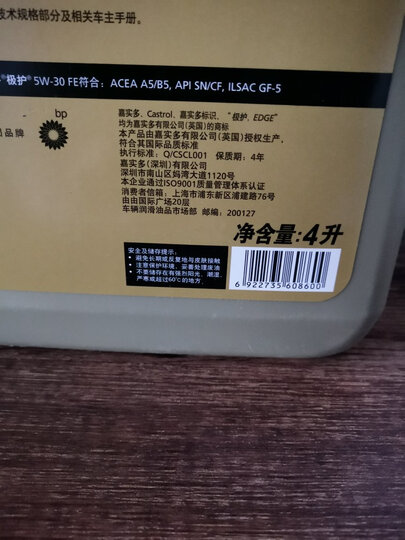 技术规格部分及相关车主手册。
极护® 5W-30 FE符合：ACEA A5/B5, API SN/CF, ILSAC GF-5
bp
品牌
嘉实多、Castrol、嘉实多标识、“极护、EDGE”
均为嘉实多有限公司(英国)的商标
本产品由嘉实多有限公司(英国)授权生产，
符合其国际品质标准
执行标准：Q/CSCL001 保质期：4年
嘉实多(深圳)有限公司
深圳市南山区妈湾大道1120号
本企业通过ISO9001质量管理体系认证
消费者信箱：上海市浦东新区浦建路76号
由由国际广场20层
车辆润滑油品市场部 邮编：200127
净含量:4升
安全及储存提示：
• 避免长期或反复地与皮肤接触
• 注意保护环境，妥善处理废油
• 不要储存在有强烈阳光、潮湿、
严寒或超过60℃的地方.
6 922735 608600